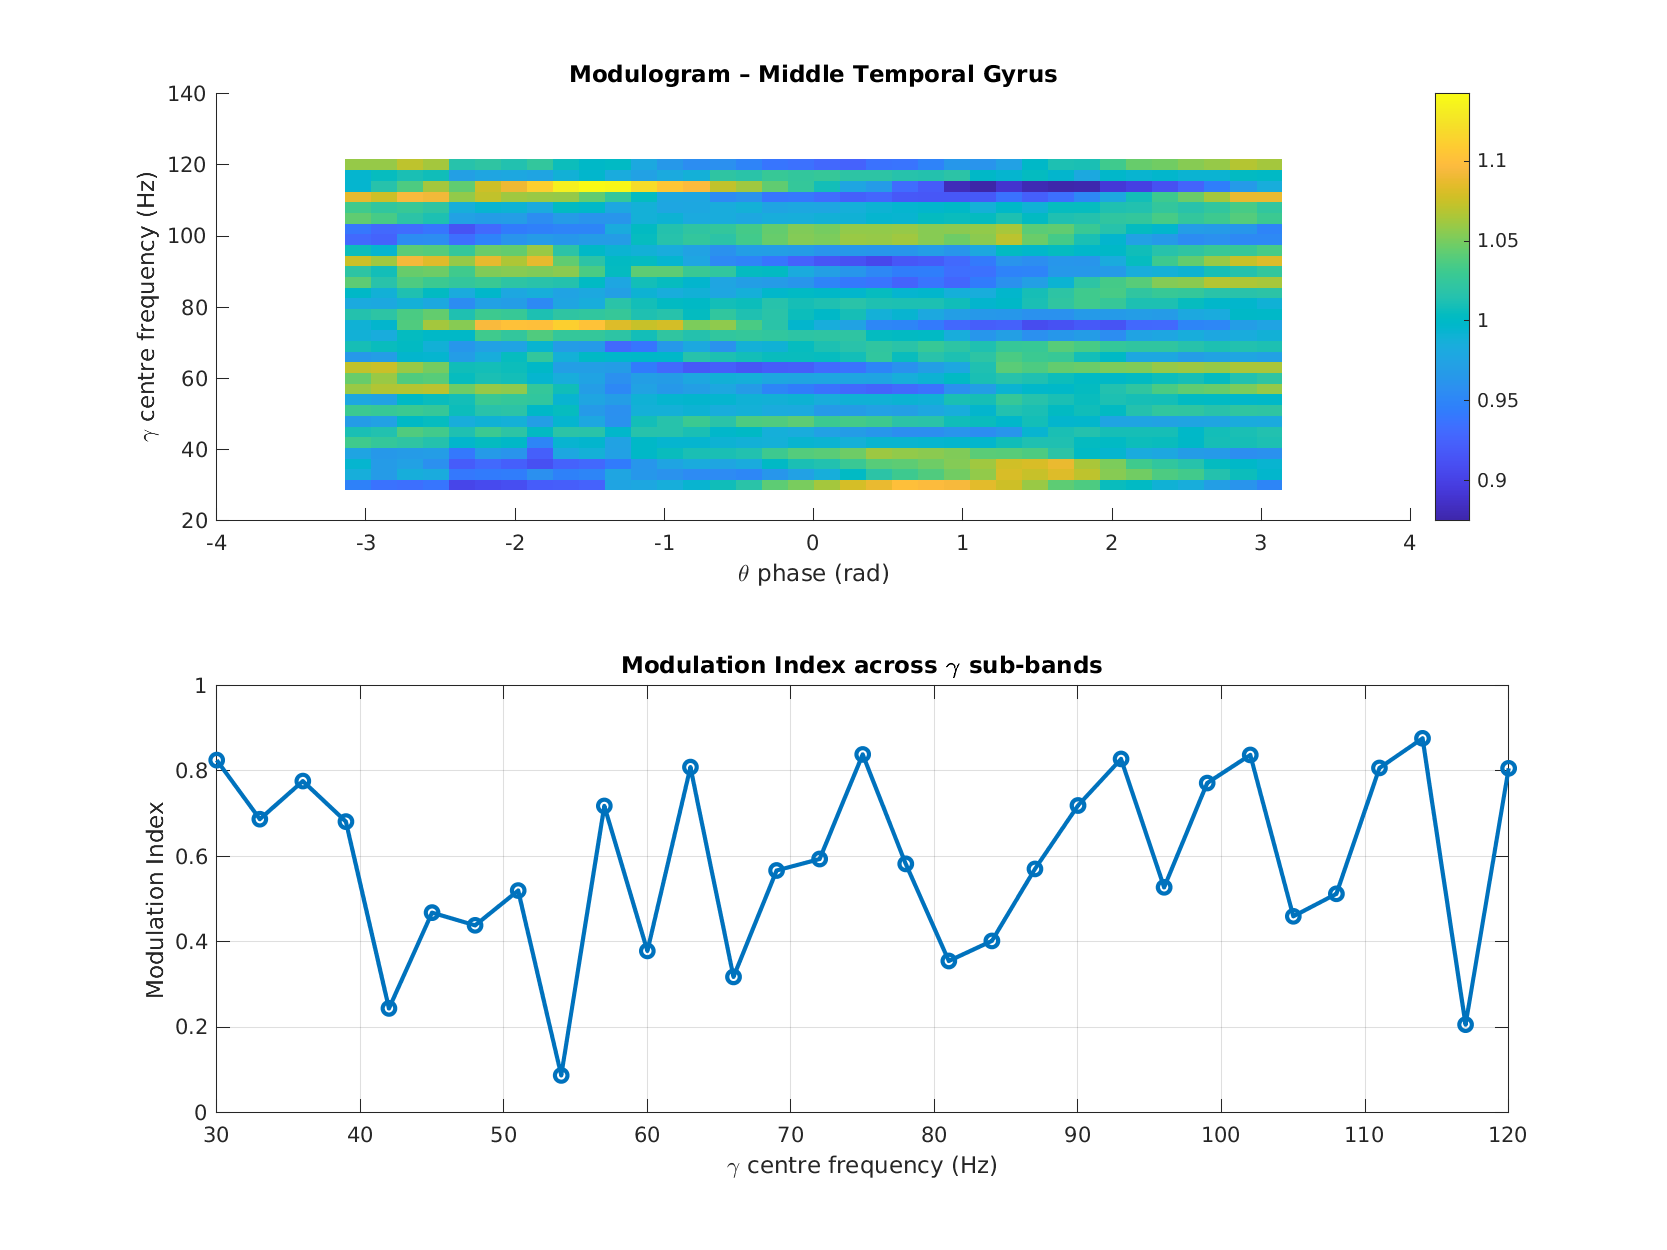 Modulogram – Middle Temporal Gyrus
140
120
100
80
60
40
20
γ centre frequency (Hz)
-4 -3 -2 -1 0 1 2 3 4
θ phase (rad)
1.1
1.05
1
0.95
0.9
Modulation Index across γ sub-bands
1
0.8
0.6
0.4
0.2
0
Modulation Index
30 40 50 60 70 80 90 100 110 120
γ centre frequency (Hz)